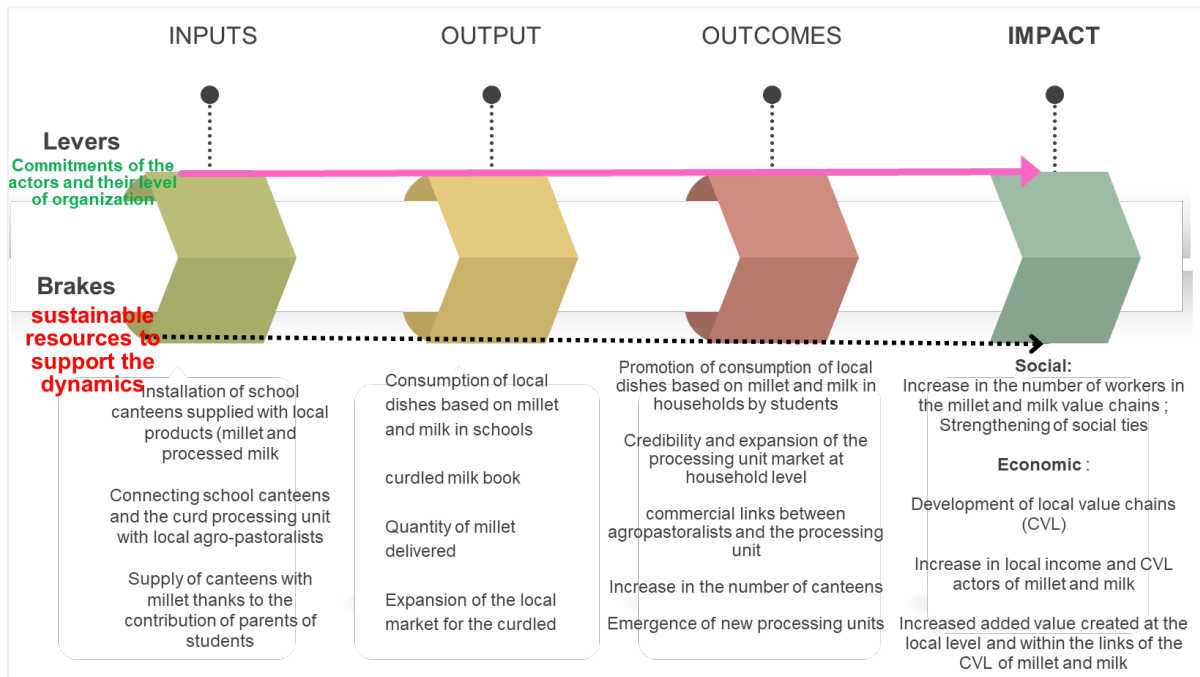 INPUTS
OUTPUT
OUTCOMES
IMPACT
Levers
Commitments of the
actors and their level
of organization
Brakes
sustainable
resources to
support the
dynamics
Installation of school
canteens supplied with local
products (millet and
processed milk
Connecting school canteens
and the curd processing unit
with local agro-pastoralists
Supply of canteens with
millet thanks to the
contribution of parents of
students
Consumption of local
dishes based on millet
and milk in schools
curdled milk book
Quantity of millet
delivered
Expansion of the local
market for the curdled
Promotion of consumption of local
dishes based on millet and milk in
households by students
Credibility and expansion of the
processing unit market at
household level
commercial links between
agropastoralists and the processing
unit
Increase in the number of canteens
Emergence of new processing units
Social:
Increase in the number of workers in
the millet and milk value chains ;
Strengthening of social ties
Economic :
Development of local value chains
(CVL)
Increase in local income and CVL
actors of millet and milk
Increased added value created at the
local level and within the links of the
CVL of millet and milk